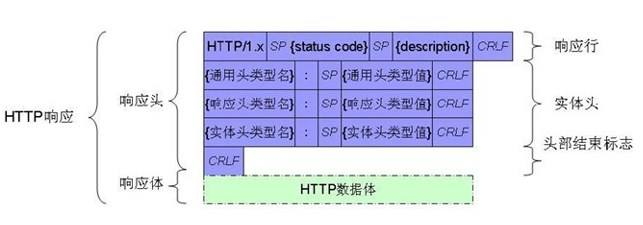 HTTP/1.x SP {status code} SP {description} CRLF
响应行
{通用头类型名} : SP {通用头类型值} CRLF
响应头
{响应头类型名} : SP {响应头类型值} CRLF
实体头
HTTP响应
{实体头类型名} : SP {实体头类型值} CRLF
头部结束标志
CRLF
响应体
HTTP数据体